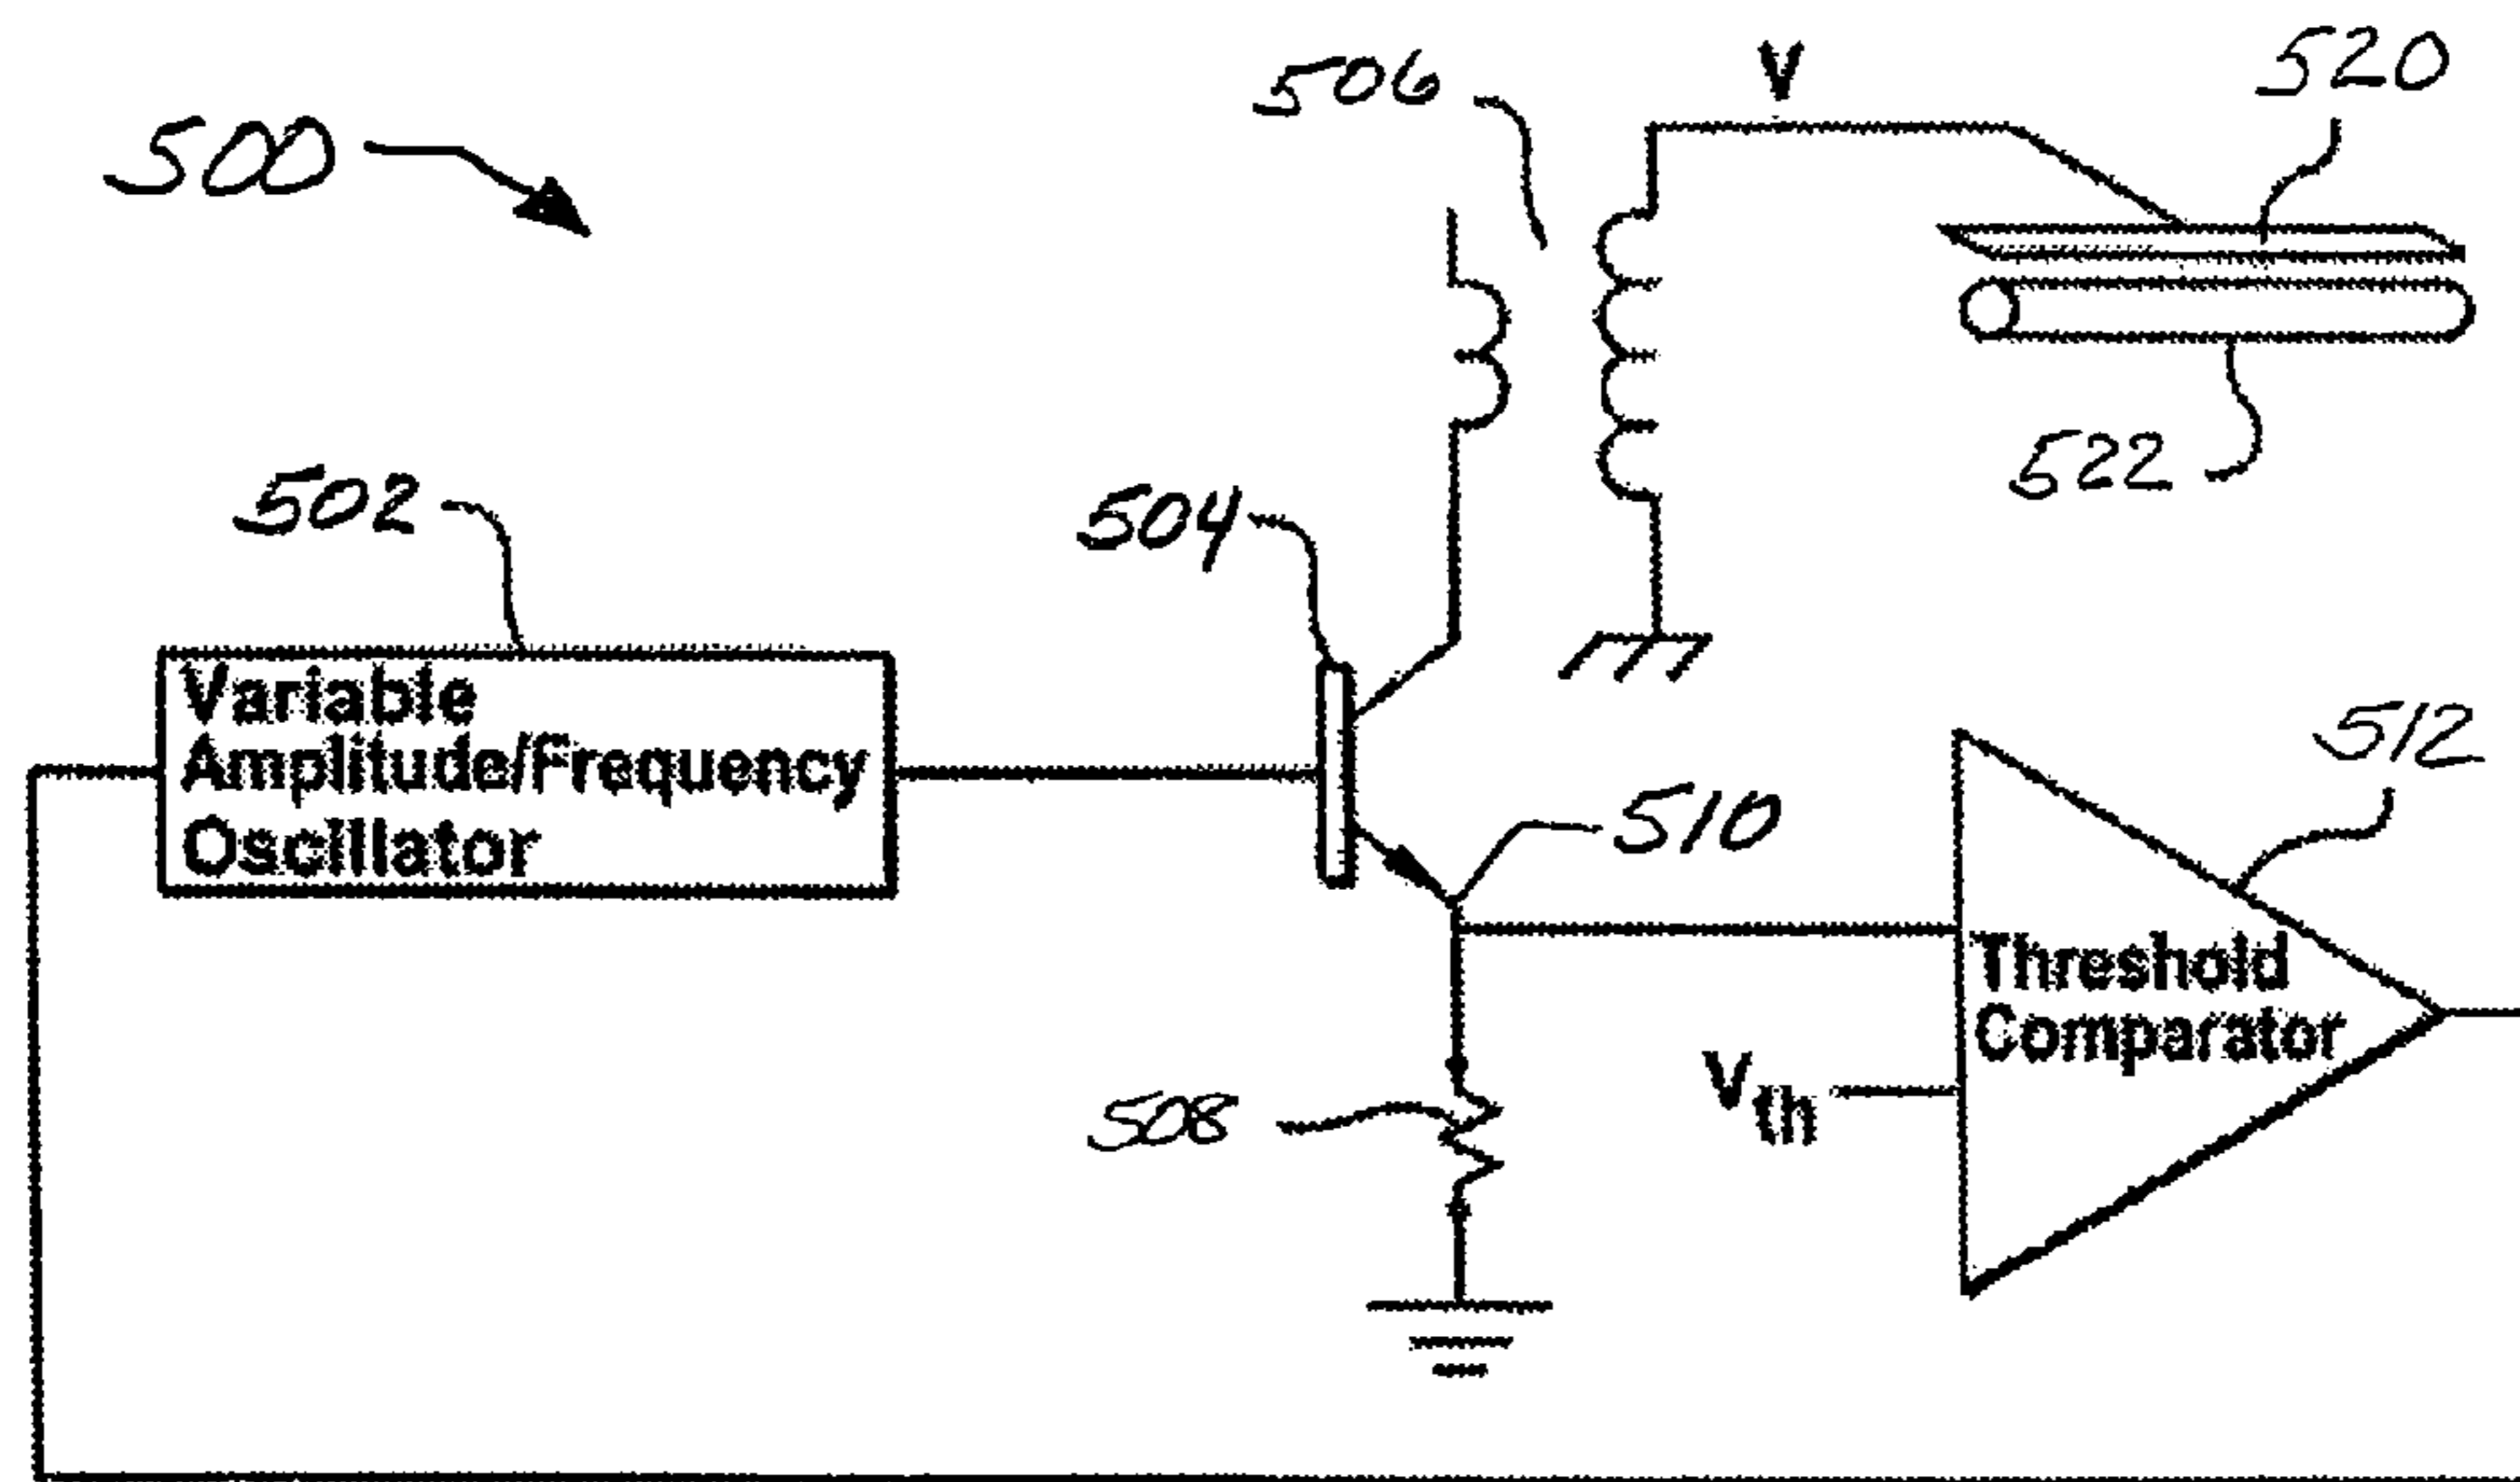 506
V
520
500
522
502
504
Variable
Amplitude/Frequency
Oscillator
512
510
Threshold
Comparator
Vth
508